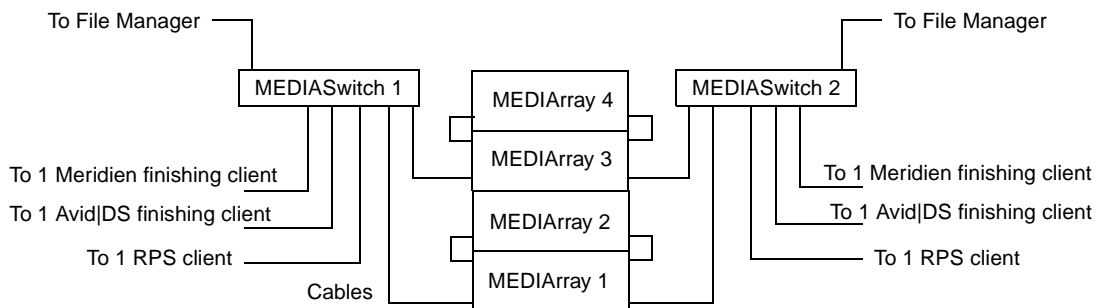 To File Manager
To File Manager
MEDIASwitch 1
MEDIASwitch 2
MEDIArray 4
MEDIArray 3
MEDIArray 2
MEDIArray 1
To 1 Meridien finishing client
To 1 Avid|DS finishing client
To 1 RPS client
Cables
To 1 Meridien finishing client
To 1 Avid|DS finishing client
To 1 RPS client